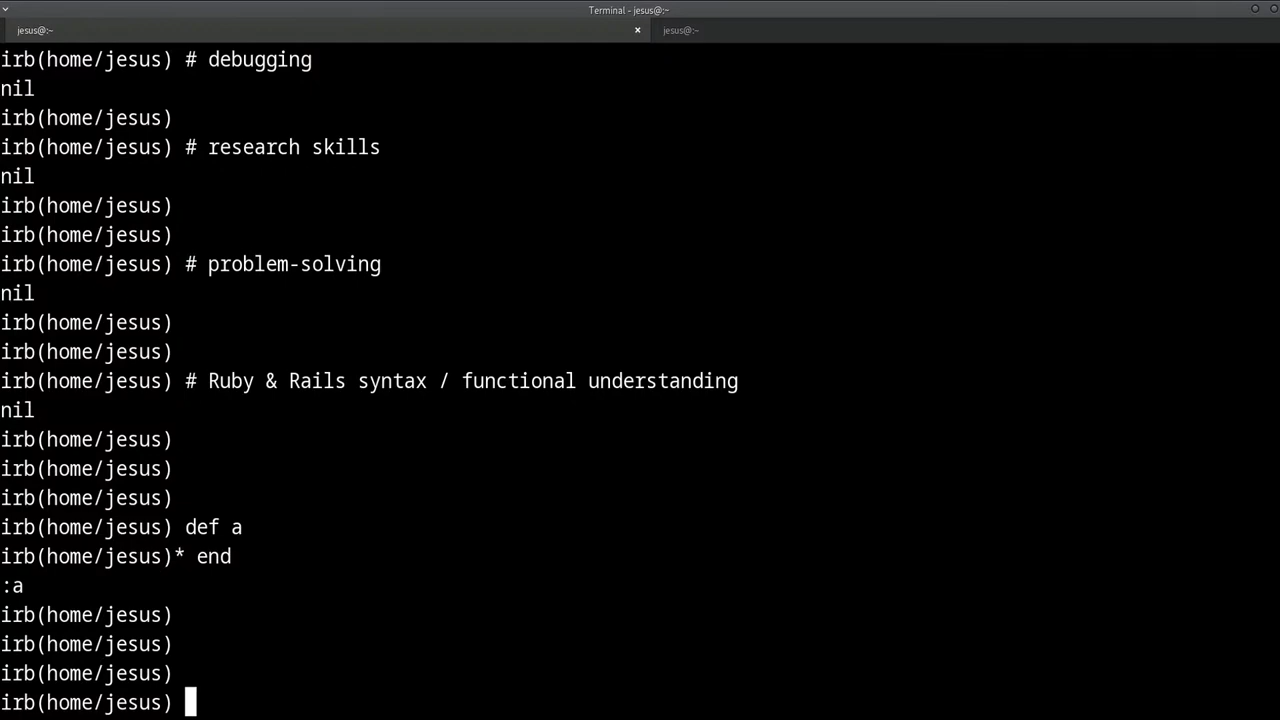 Terminal - jesus@:~
jesus@:~ × jesus@:~
irb(home/jesus) # debugging
nil
irb(home/jesus)
irb(home/jesus) # research skills
nil
irb(home/jesus)
irb(home/jesus)
irb(home/jesus) # problem-solving
nil
irb(home/jesus)
irb(home/jesus)
irb(home/jesus) # Ruby & Rails syntax / functional understanding
nil
irb(home/jesus)
irb(home/jesus)
irb(home/jesus)
irb(home/jesus) def a
irb(home/jesus)* end
:a
irb(home/jesus)
irb(home/jesus)
irb(home/jesus)
irb(home/jesus)